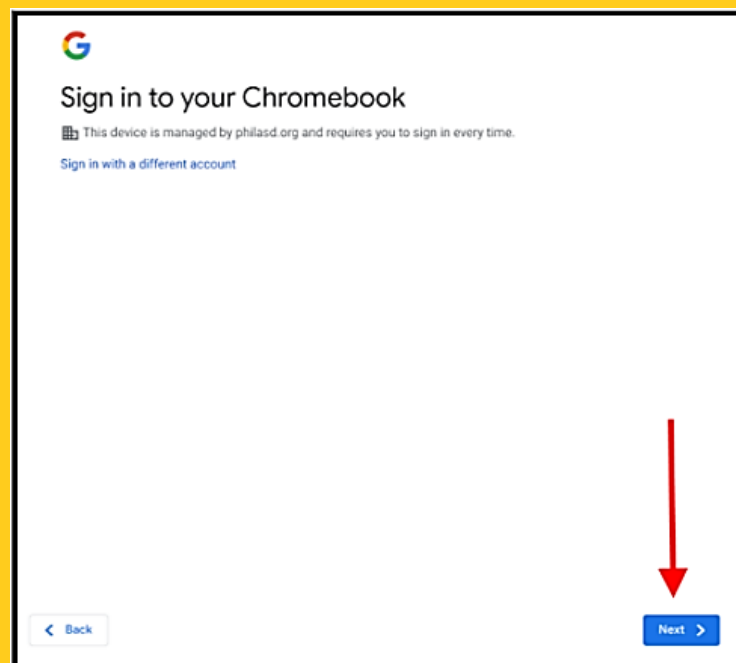 Sign in to your Chromebook
This device is managed by philasd.org and requires you to sign in every time.
Sign in with a different account
Back
Next